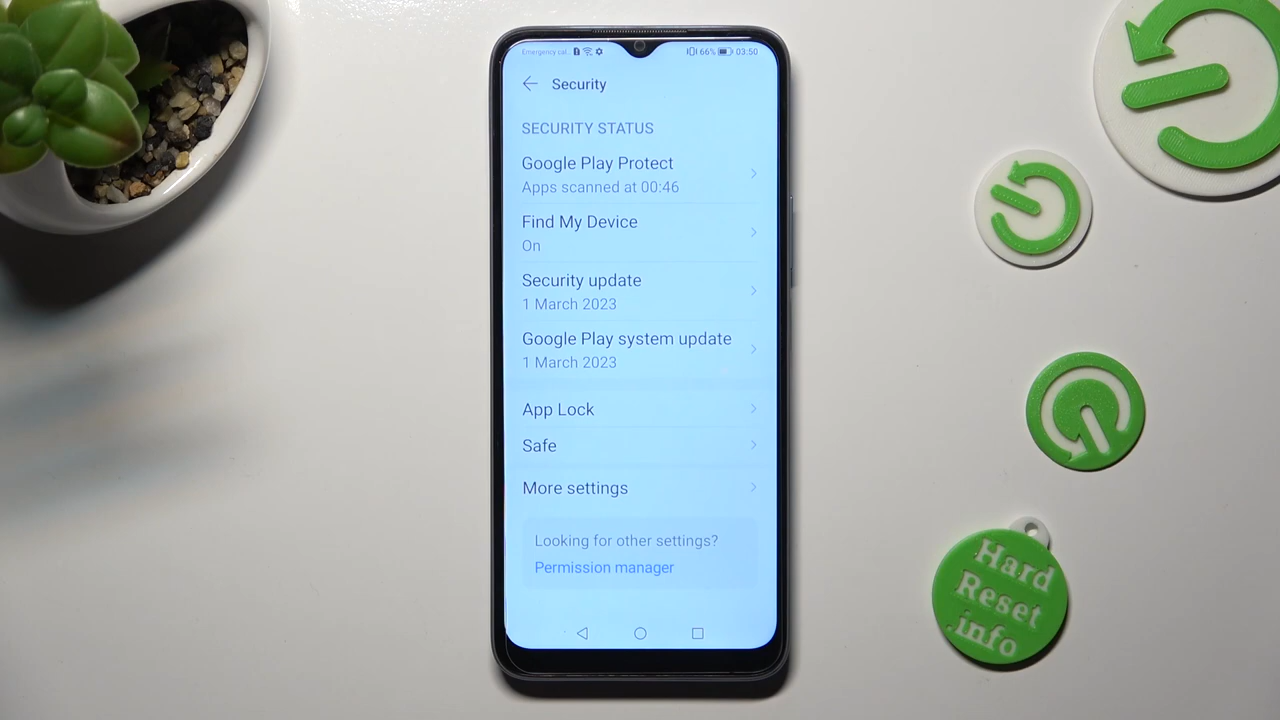 Emergency cal..
66%
03:50
Security
SECURITY STATUS
Google Play Protect
Apps scanned at 00:46
Find My Device
On
Security update
1 March 2023
Google Play system update
1 March 2023
App Lock
Safe
More settings
Looking for other settings?
Permission manager
Hard
Reset
.info